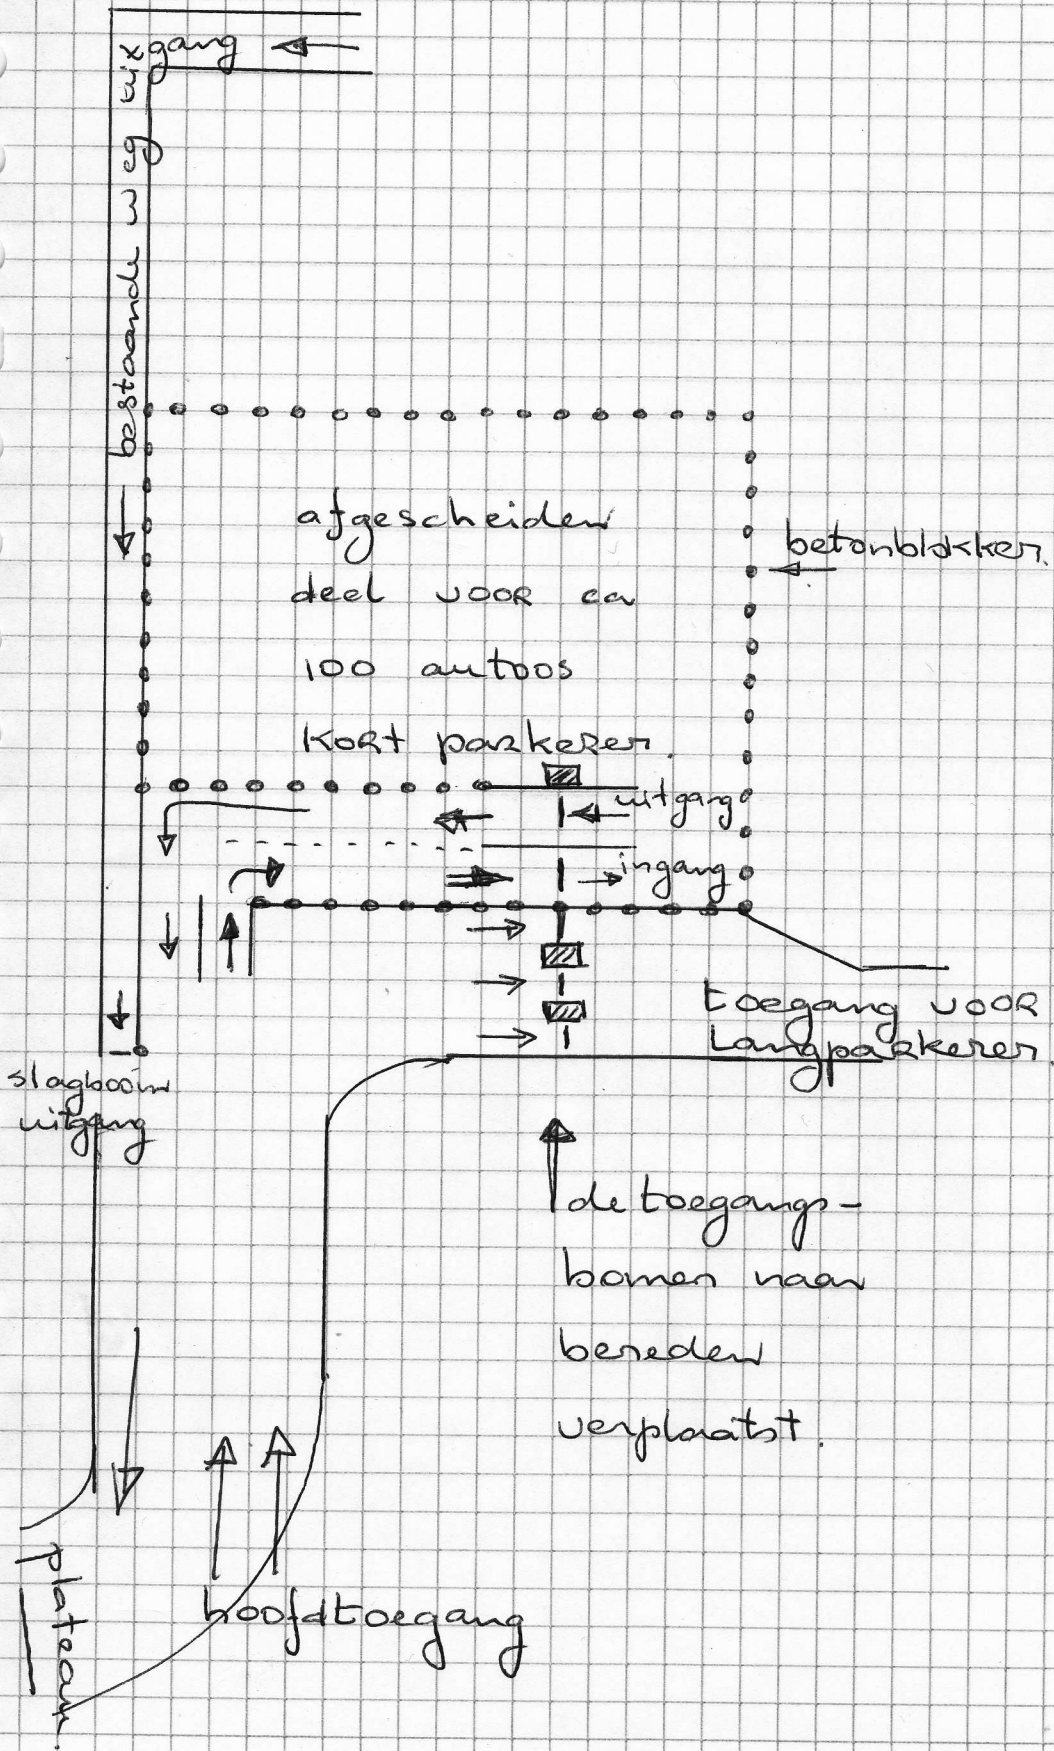 bestaande weg uitgang
afgescheiden
deel voor ca
100 autoos
kort parkeren.
betonblokken.
uitgang
ingang
toegang voor
Langparkeren.
slagboom
uitgang
de toegangs-
bomen naar
beneden
verplaatst.
hoofdtoegang
plateau.